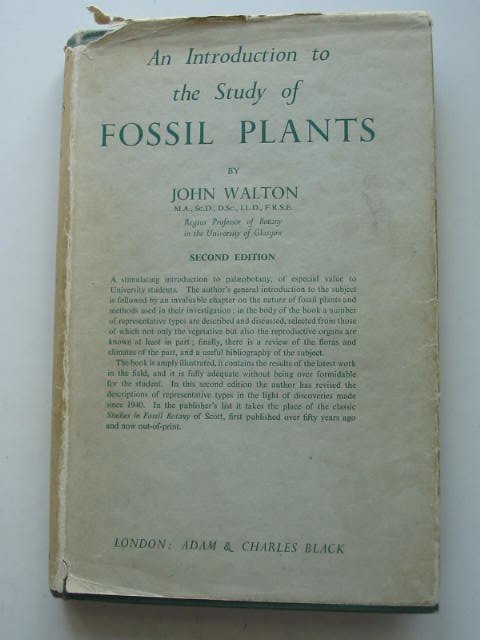 An Introduction to
the Study of
FOSSIL PLANTS
BY
JOHN WALTON
M.A., Sc.D., D.Sc., LL.D., F.R.S.E.
Regius Professor of Botany
in the University of Glasgow
SECOND EDITION
A stimulating introduction to palæobotany, of especial value to
University students. The author's general introduction to the subject
is followed by an invaluable chapter on the nature of fossil plants and
methods used in their investigation; in the body of the book a number
of representative types are described and discussed, selected from those
of which not only the vegetative but also the reproductive organs are
known at least in part; finally, there is a review of the floras and
climates of the past, and a useful bibliography of the subject.
The book is amply illustrated, it contains the results of the latest work
in the field, and it is fully adequate without being over formidable
for the student. In this second edition the author has revised the
descriptions of representative types in the light of discoveries made
since 1940. In the publisher's list it takes the place of the classic
Studies in Fossil Botany of Scott, first published over fifty years ago
and now out-of-print.
LONDON: ADAM & CHARLES BLACK